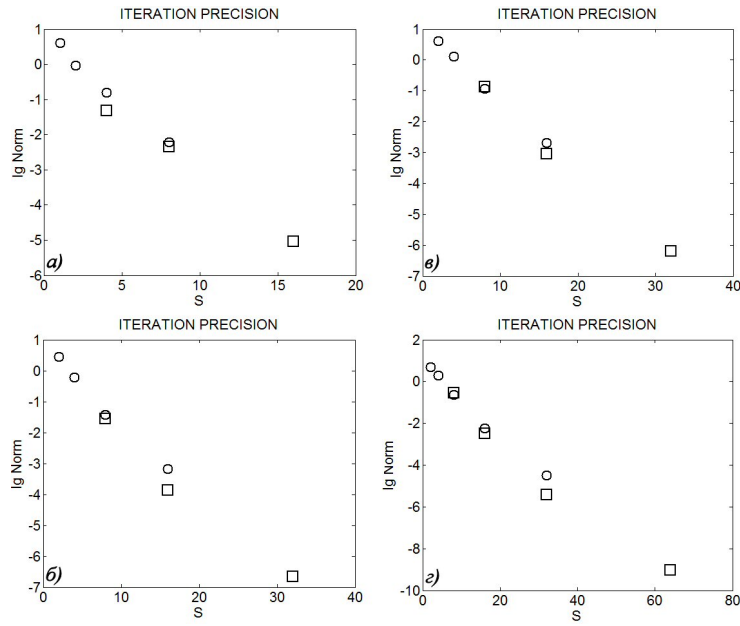 ITERATION PRECISION
1
0
-1
-2
-3
-4
-5
-6
lg Norm
а)
0 5 10 15 20
S
ITERATION PRECISION
1
0
-1
-2
-3
-4
-5
-6
-7
lg Norm
в)
0 10 20 30 40
S
ITERATION PRECISION
1
0
-1
-2
-3
-4
-5
-6
-7
lg Norm
б)
0 10 20 30 40
S
ITERATION PRECISION
2
0
-2
-4
-6
-8
-10
lg Norm
г)
0 20 40 60 80
S